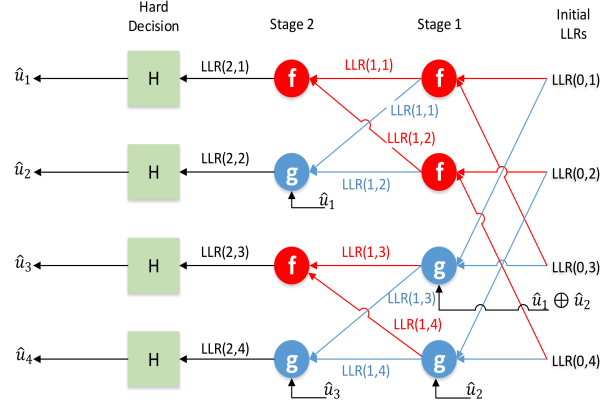 Hard
Decision
Stage 2
Stage 1
Initial
LLRs
û₁
H
LLR(2,1)
f
LLR(1,1)
f
LLR(0,1)
LLR(1,1)
LLR(1,2)
û₂
H
LLR(2,2)
g
LLR(1,2)
f
LLR(0,2)
û₁
û₃
H
LLR(2,3)
f
LLR(1,3)
g
LLR(0,3)
LLR(1,3)
û₁ ⊕ û₂
LLR(1,4)
û₄
H
LLR(2,4)
g
LLR(1,4)
g
LLR(0,4)
û₃
û₂